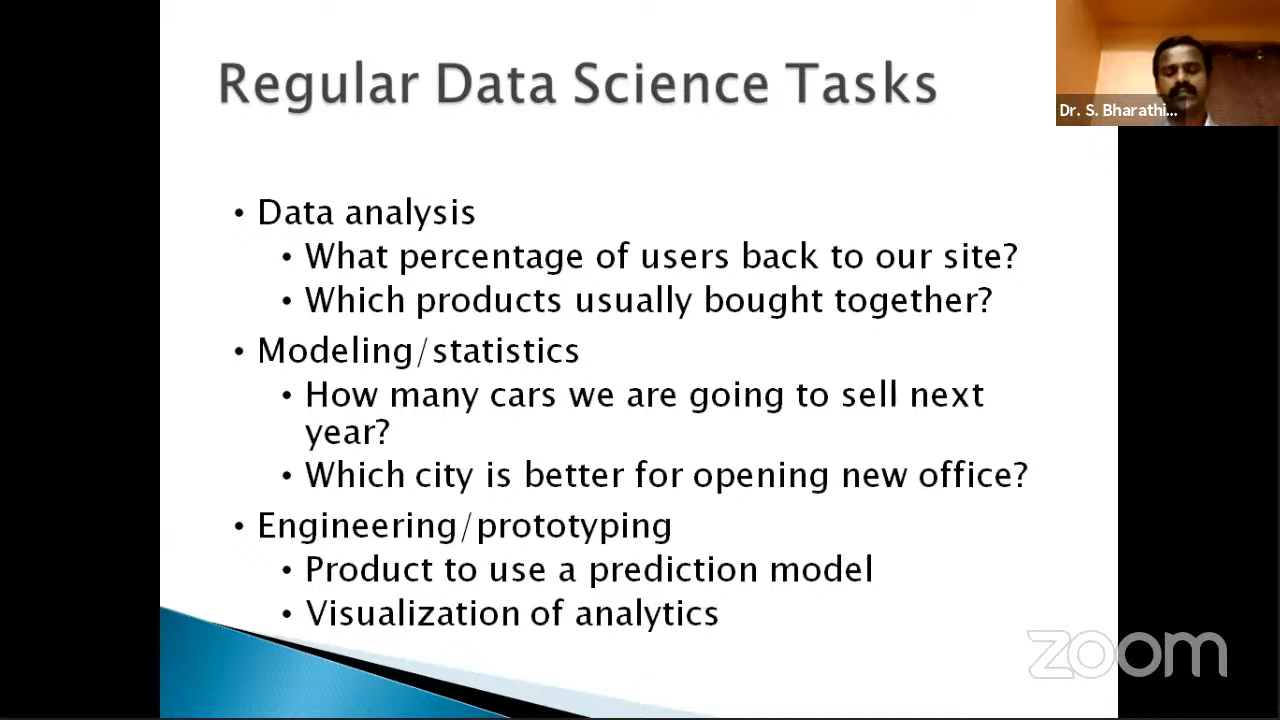 Regular Data Science Tasks
Dr. S. Bharathi...
• Data analysis
• What percentage of users back to our site?
• Which products usually bought together?
• Modeling/statistics
• How many cars we are going to sell next
year?
• Which city is better for opening new office?
• Engineering/prototyping
• Product to use a prediction model
• Visualization of analytics
zoom